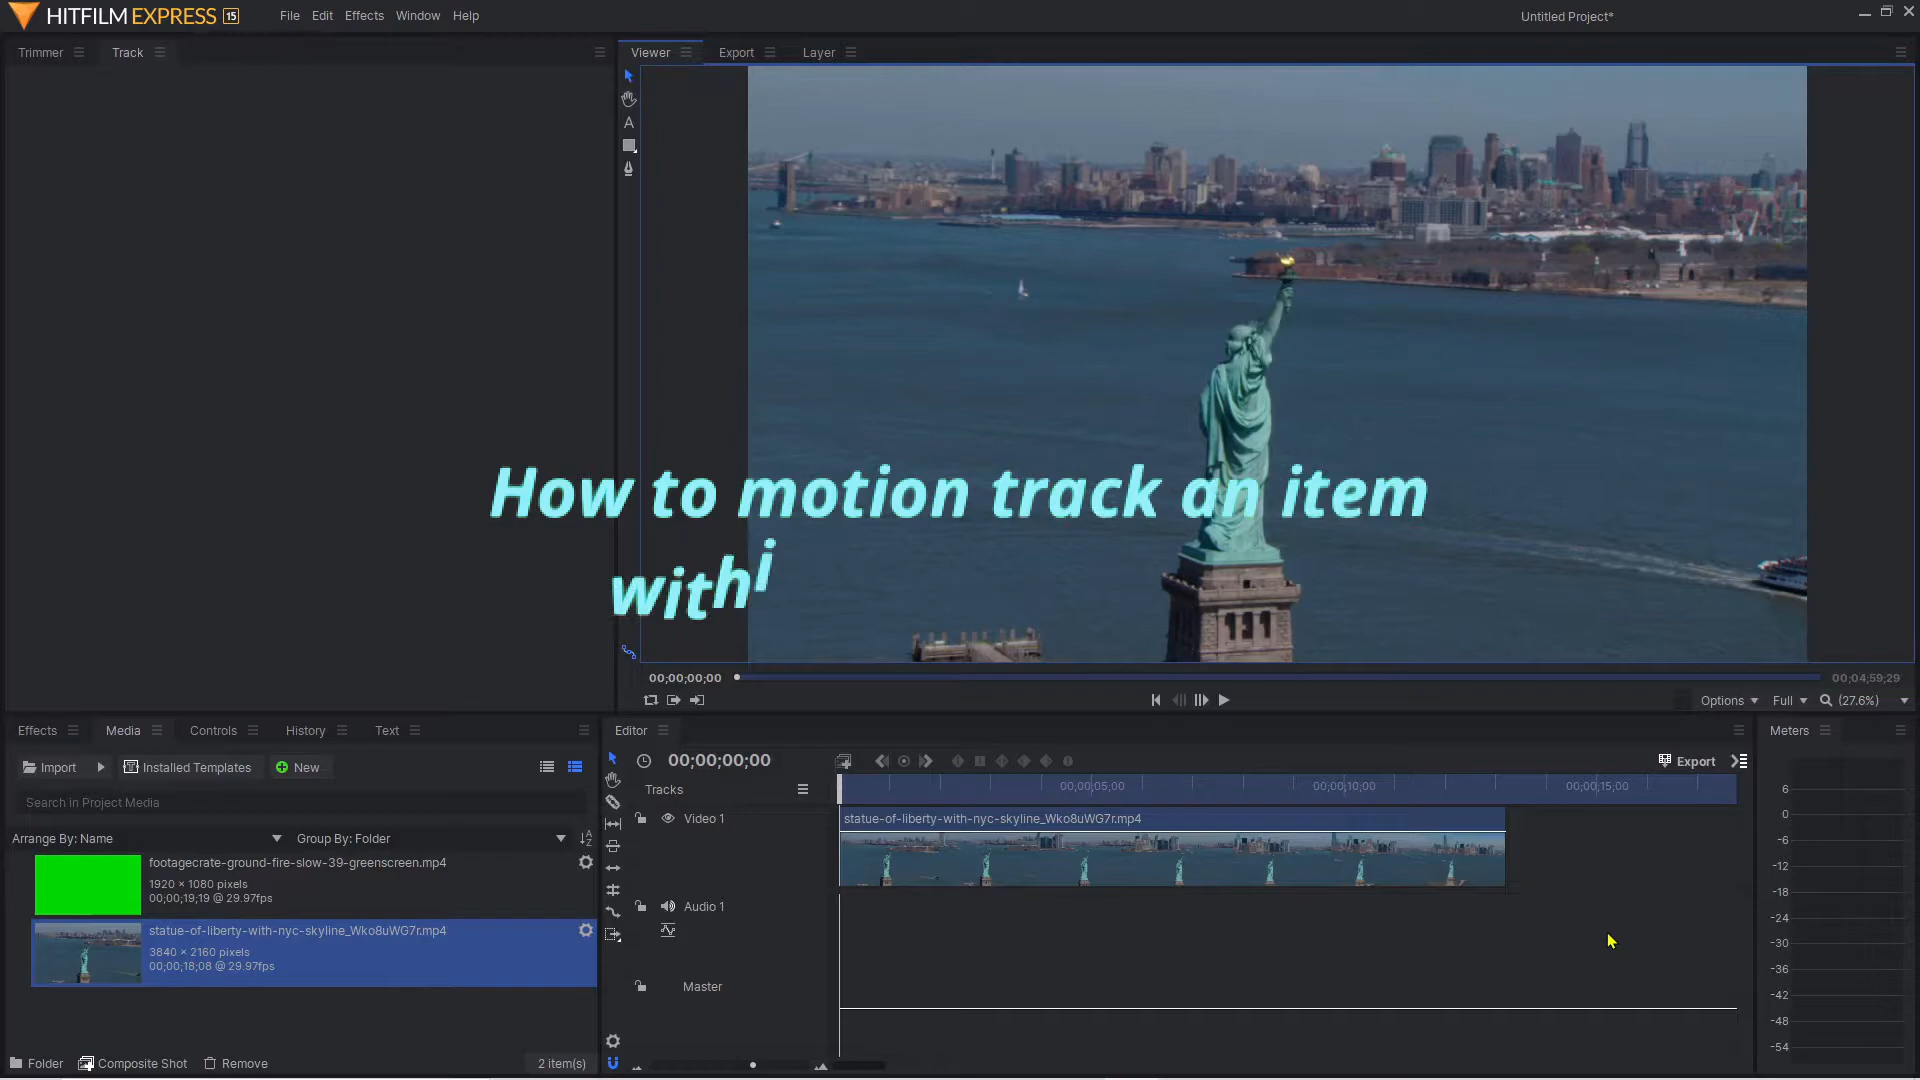 HITFILM EXPRESS 15
File Edit Effects Window Help
Untitled Project*
Trimmer Track
Viewer Export Layer
A
How to motion track an item
withi
00;00;00;00
00;04;59;29
Options Full (27.6%)
Effects Media Controls History Text
Import Installed Templates New
Search in Project Media
Arrange By: Name Group By: Folder
footagecrate-ground-fire-slow-39-greenscreen.mp4
1920 × 1080 pixels
00;00;19;19 @ 29.97fps
statue-of-liberty-with-nyc-skyline_Wko8uWG7r.mp4
3840 × 2160 pixels
00;00;18;08 @ 29.97fps
Folder Composite Shot Remove 2 item(s)
Editor
00;00;00;00
Export
Tracks
00;00;05;00 00;00;10;00 00;00;15;00
Video 1
statue-of-liberty-with-nyc-skyline_Wko8uWG7r.mp4
Audio 1
Master
Meters
6
0
-6
-12
-18
-24
-30
-36
-42
-48
-54